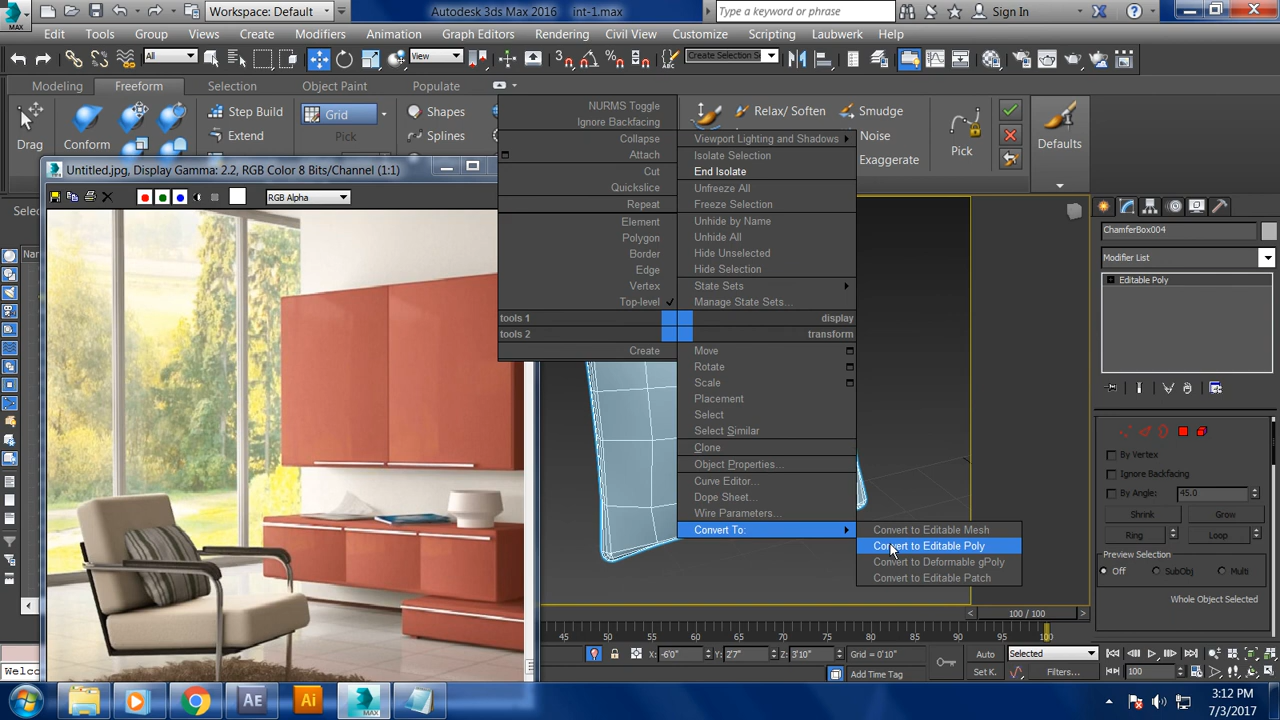 MAX
Workspace: Default
Autodesk 3ds Max 2016
int-1.max
Type a keyword or phrase
Sign In
Edit
Tools
Group
Views
Create
Modifiers
Animation
Graph Editors
Rendering
Civil View
Customize
Scripting
Laubwerk
Help
All
View
Create Selection Se
Modeling
Freeform
Selection
Object Paint
Populate
Drag
Conform
Step Build
Extend
Grid
Pick
Shapes
Splines
Relax/ Soften
Smudge
Noise
Exaggerate
Pick
Defaults
Untitled.jpg, Display Gamma: 2.2, RGB Color 8 Bits/Channel (1:1)
RGB Alpha
Selec
Nam
NURMS Toggle
Ignore Backfacing
Collapse
Attach
Cut
Quickslice
Repeat
Element
Polygon
Border
Edge
Vertex
Top-level
tools 1
tools 2
Create
Viewport Lighting and Shadows
Isolate Selection
End Isolate
Unfreeze All
Freeze Selection
Unhide by Name
Unhide All
Hide Unselected
Hide Selection
State Sets
Manage State Sets...
display
transform
Move
Rotate
Scale
Placement
Select
Select Similar
Clone
Object Properties...
Curve Editor...
Dope Sheet...
Wire Parameters...
Convert To:
Convert to Editable Mesh
Convert to Editable Poly
Convert to Deformable gPoly
Convert to Editable Patch
ChamferBox004
Modifier List
Editable Poly
By Vertex
Ignore Backfacing
By Angle:
45.0
Shrink
Grow
Ring
Loop
Preview Selection
Off
SubObj
Multi
Whole Object Selected
100 / 100
45
50
55
60
65
70
75
80
85
90
95
100
Welco
X: -6'0"
Y: 2'7"
Z: 3'10"
Grid = 0'10"
Add Time Tag
Auto
Selected
Set K.
Filters...
100
AE
Ai
MAX
3:12 PM
7/3/2017